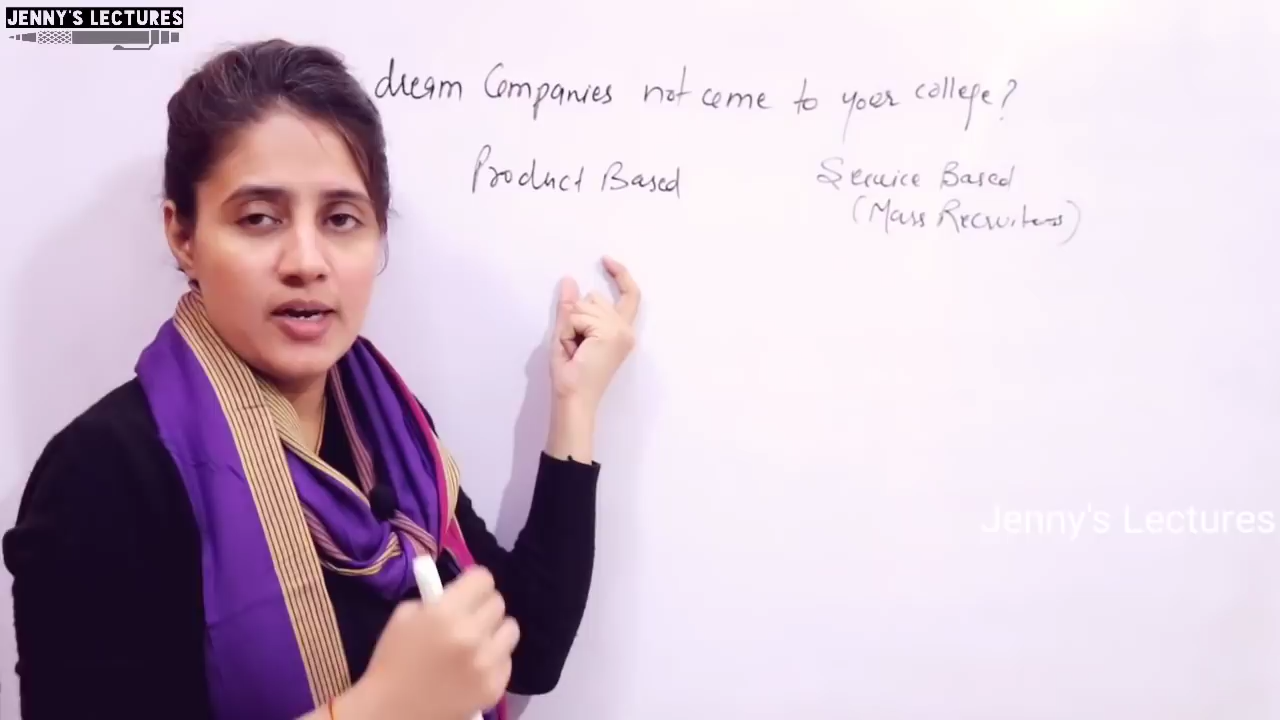 JENNY'S LECTURES
dream Companies not come to your college?
Product Based
Service Based
(Mass Recruiters)
Jenny's Lectures